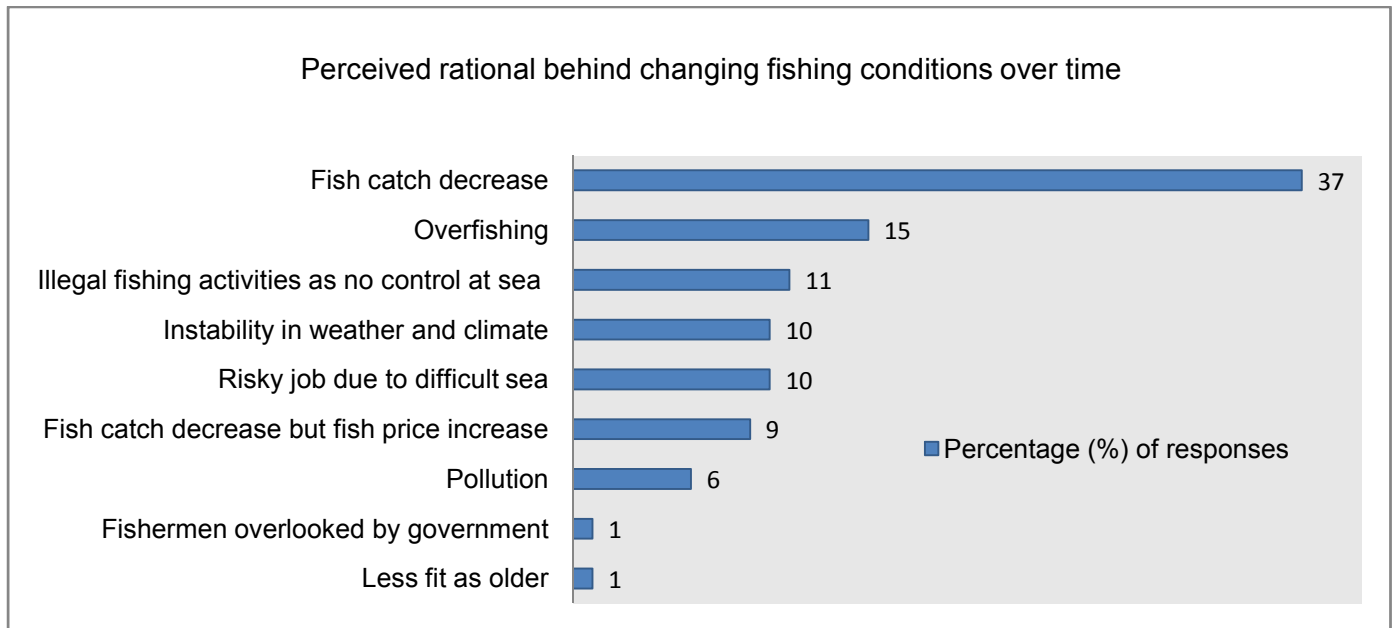 Perceived rational behind changing fishing conditions over time
Fish catch decrease 37
Overfishing 15
Illegal fishing activities as no control at sea 11
Instability in weather and climate 10
Risky job due to difficult sea 10
Fish catch decrease but fish price increase 9
Percentage (%) of responses
Pollution 6
Fishermen overlooked by government 1
Less fit as older 1